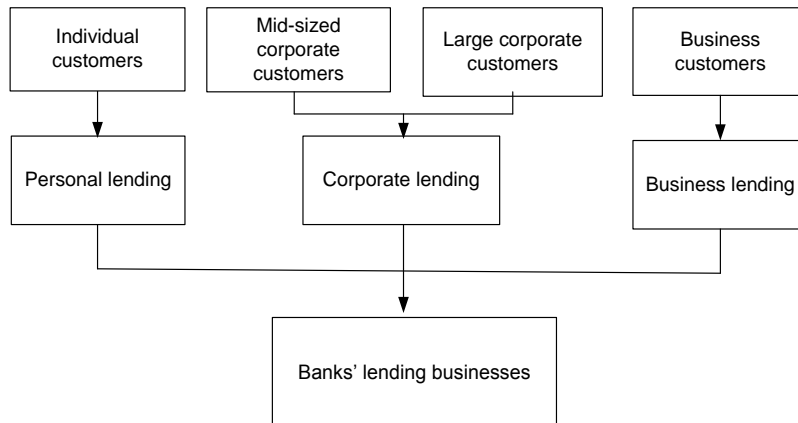 Individual
customers
Mid-sized
corporate
customers
Large corporate
customers
Business
customers
Personal lending
Corporate lending
Business lending
Banks’ lending businesses